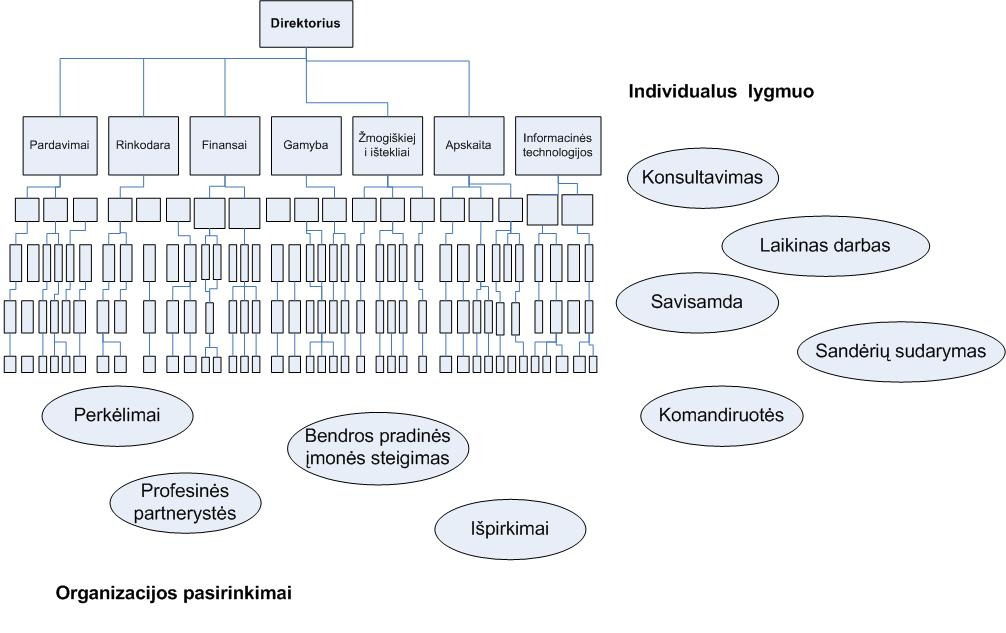 Direktorius
Individualus lygmuo
Pardavimai
Rinkodara
Finansai
Gamyba
Žmogiškiej
i ištekliai
Apskaita
Informacinės
technologijos
Konsultavimas
Laikinas darbas
Savisamda
Sandėrių sudarymas
Komandiruotės
Perkėlimai
Bendros pradinės
įmonės steigimas
Profesinės
partnerystės
Išpirkimai
Organizacijos pasirinkimai